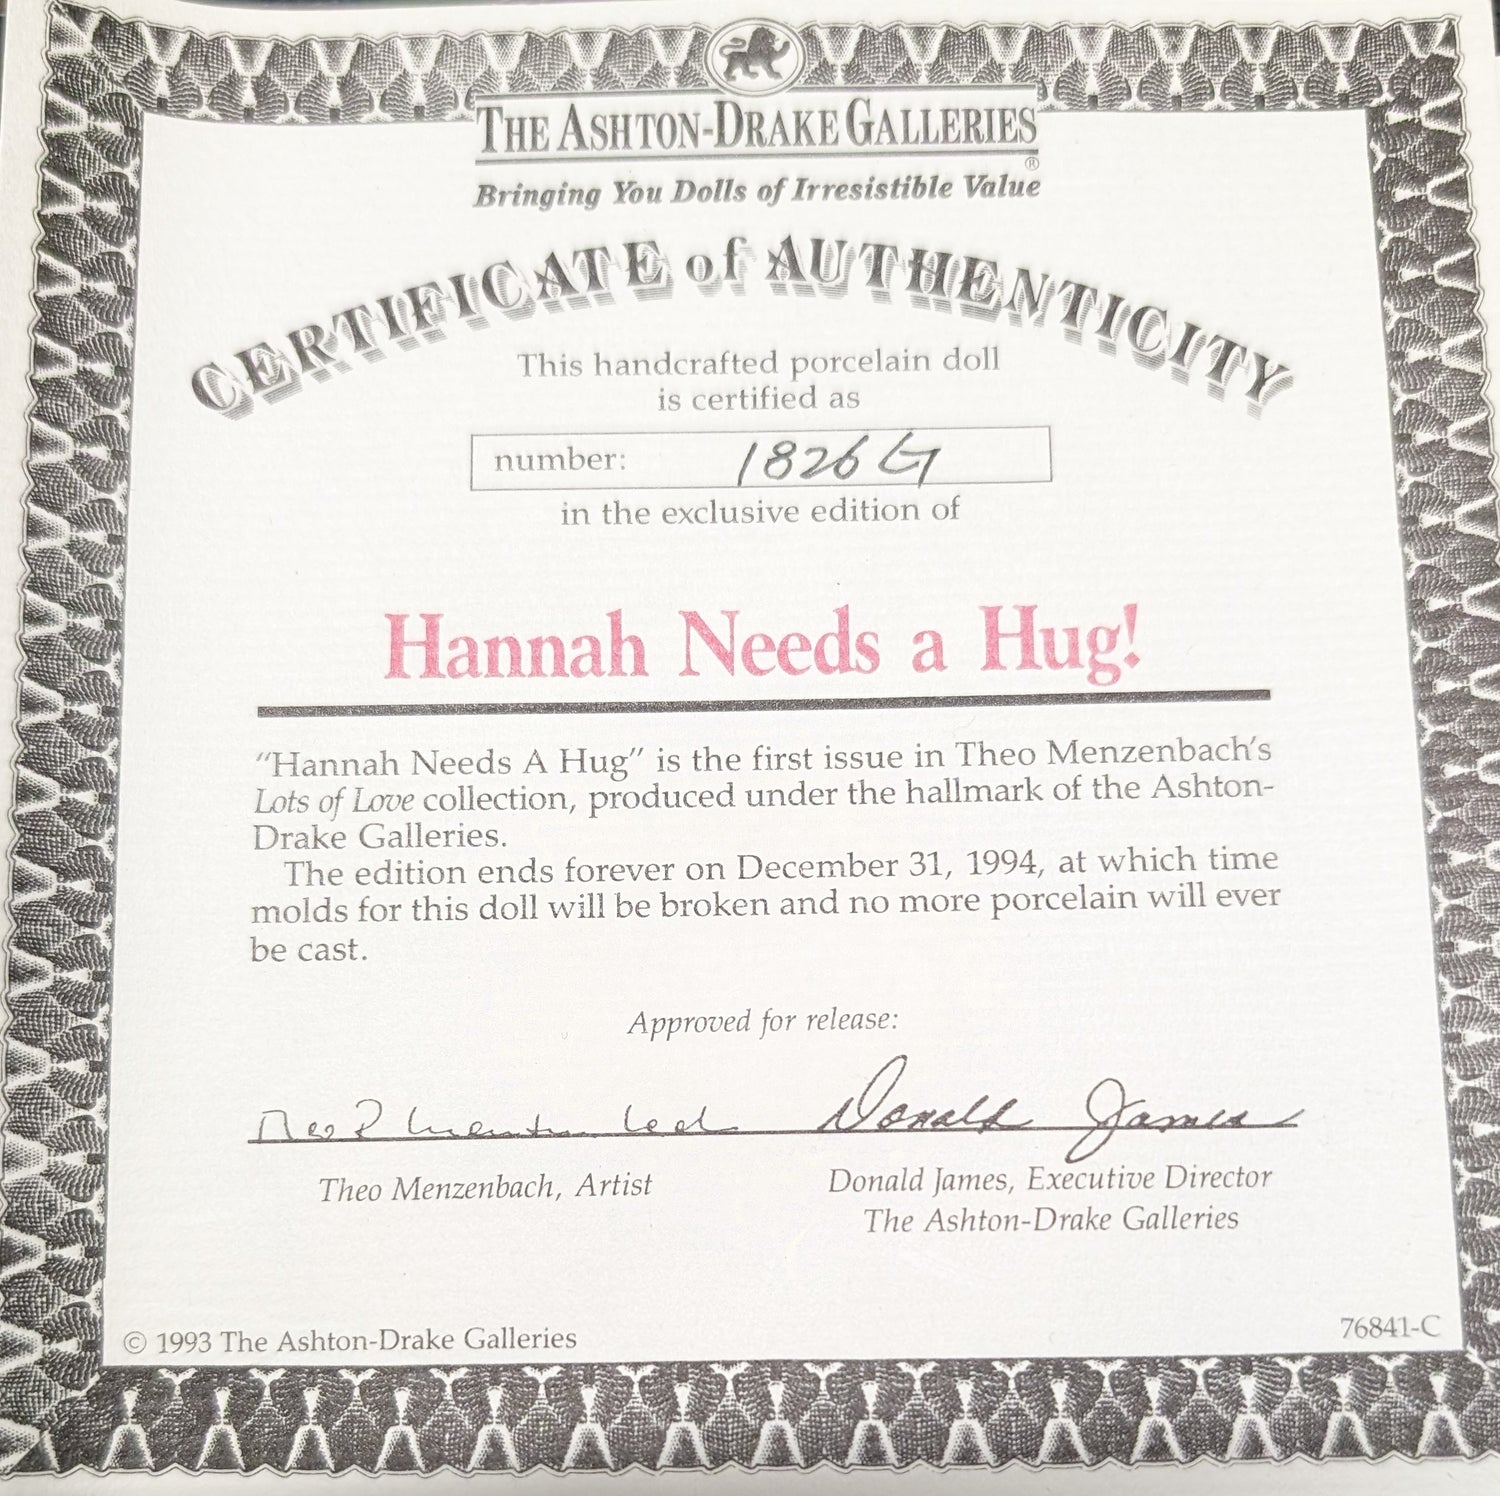 THE ASHTON-DRAKE GALLERIES
®
Bringing You Dolls of Irresistible Value
CERTIFICATE of AUTHENTICITY
This handcrafted porcelain doll
is certified as
number: 1826 G
in the exclusive edition of
Hannah Needs a Hug!
"Hannah Needs A Hug" is the first issue in Theo Menzenbach's
Lots of Love collection, produced under the hallmark of the Ashton-
Drake Galleries.
The edition ends forever on December 31, 1994, at which time
molds for this doll will be broken and no more porcelain will ever
be cast.
Approved for release:
Donald James
Theo Menzenbach, Artist
Donald James, Executive Director
The Ashton-Drake Galleries
© 1993 The Ashton-Drake Galleries
76841-C